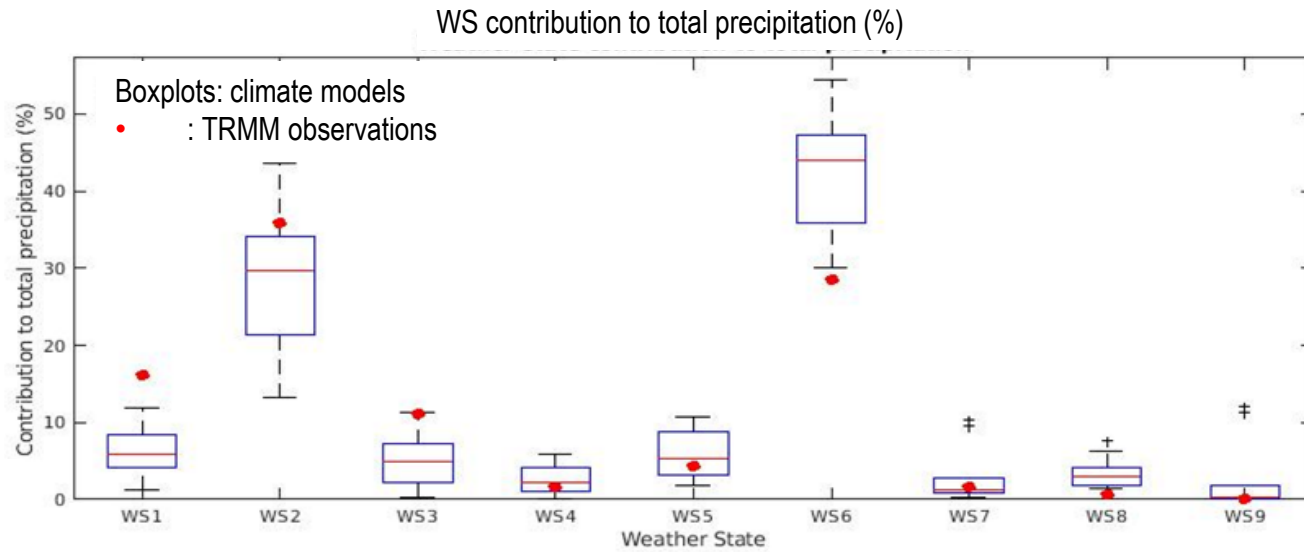 WS contribution to total precipitation (%)
Boxplots: climate models
: TRMM observations
Contribution to total precipitation (%)
50
40
30
20
10
0
WS1 WS2 WS3 WS4 WS5 WS6 WS7 WS8 WS9
Weather State